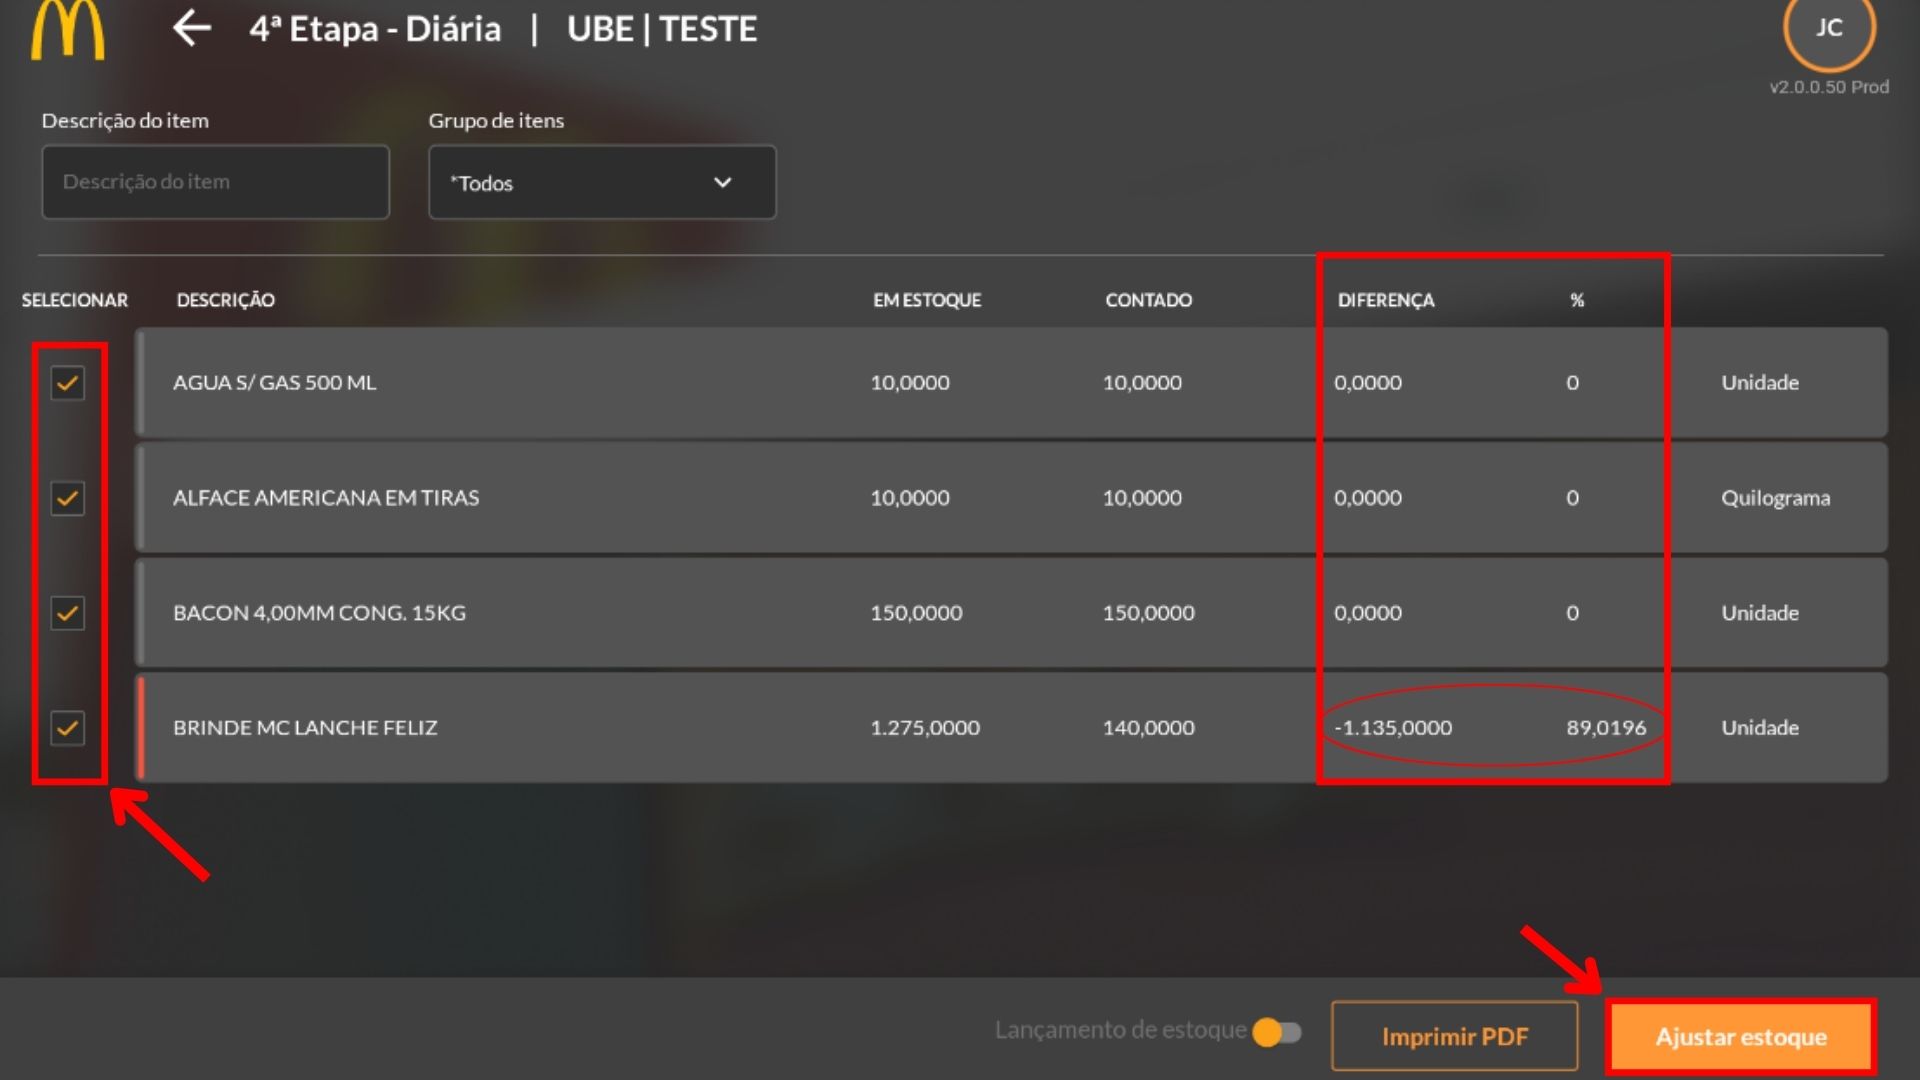 4ª Etapa - Diária | UBE | TESTE
JC
v2.0.0.50 Prod
Descrição do item Grupo de itens
Descrição do item *Todos
SELECIONAR DESCRIÇÃO EM ESTOQUE CONTADO DIFERENÇA %
AGUA S/ GAS 500 ML 10,0000 10,0000 0,0000 0 Unidade
ALFACE AMERICANA EM TIRAS 10,0000 10,0000 0,0000 0 Quilograma
BACON 4,00MM CONG. 15KG 150,0000 150,0000 0,0000 0 Unidade
BRINDE MC LANCHE FELIZ 1.275,0000 140,0000 -1.135,0000 89,0196 Unidade
Lançamento de estoque Imprimir PDF Ajustar estoque